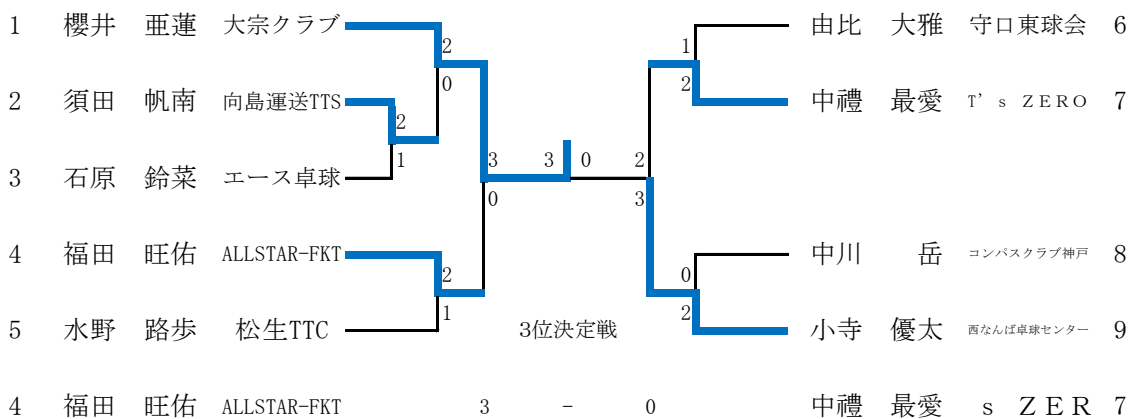 1 櫻井 亜蓮 大宗クラブ 由比 大雅 守口東球会 6
2 1
0 2
2 須田 帆南 向島運送TTS 中禮 最愛 T’s ZERO 7
2
1 3 3 0 2
3 石原 鈴菜 エース卓球
0 3
4 福田 旺佑 ALLSTAR-FKT 中川 岳 コンパスクラブ神戸 8
2 0
1 2
5 水野 路歩 松生TTC 3位決定戦 小寺 優太 西なんば卓球センター 9
4 福田 旺佑 ALLSTAR-FKT 3 - 0 中禮 最愛 s ZER 7